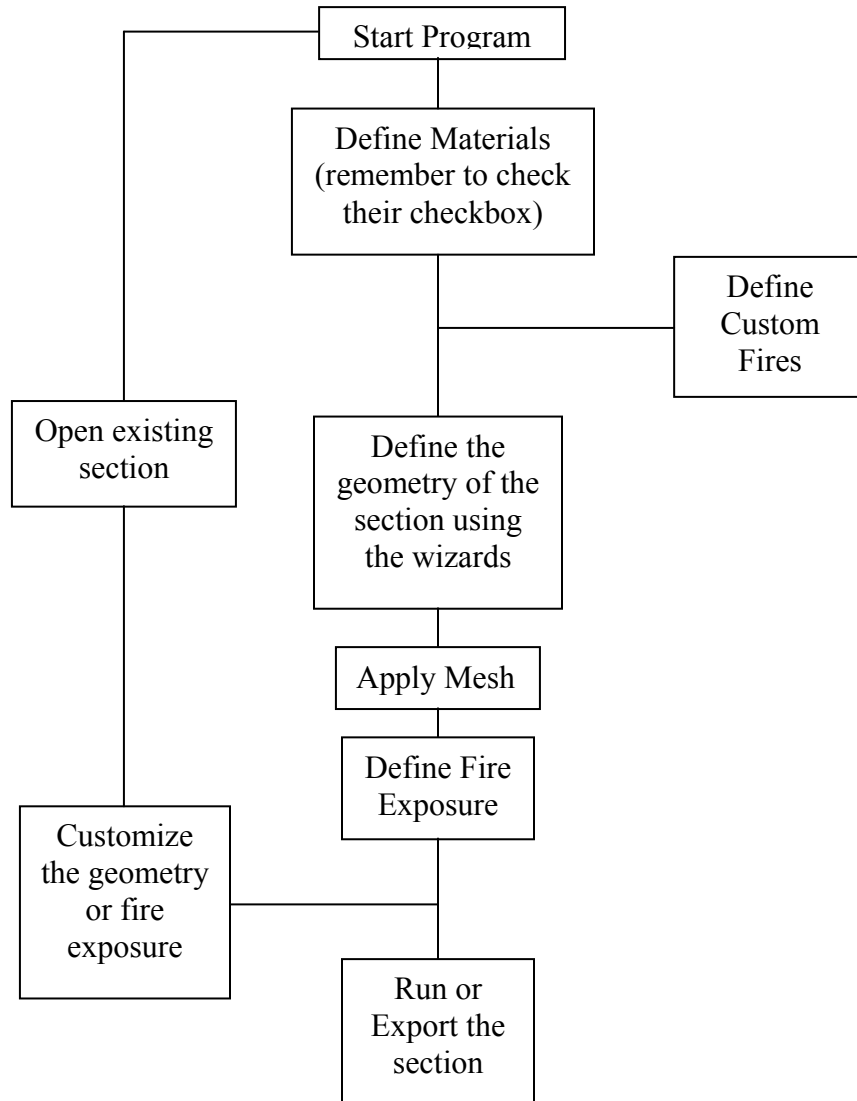 Start Program
Define Materials
(remember to check
their checkbox)
Define
Custom
Fires
Open existing
section
Define the
geometry of the
section using
the wizards
Apply Mesh
Define Fire
Exposure
Customize
the geometry
or fire
exposure
Run or
Export the
section